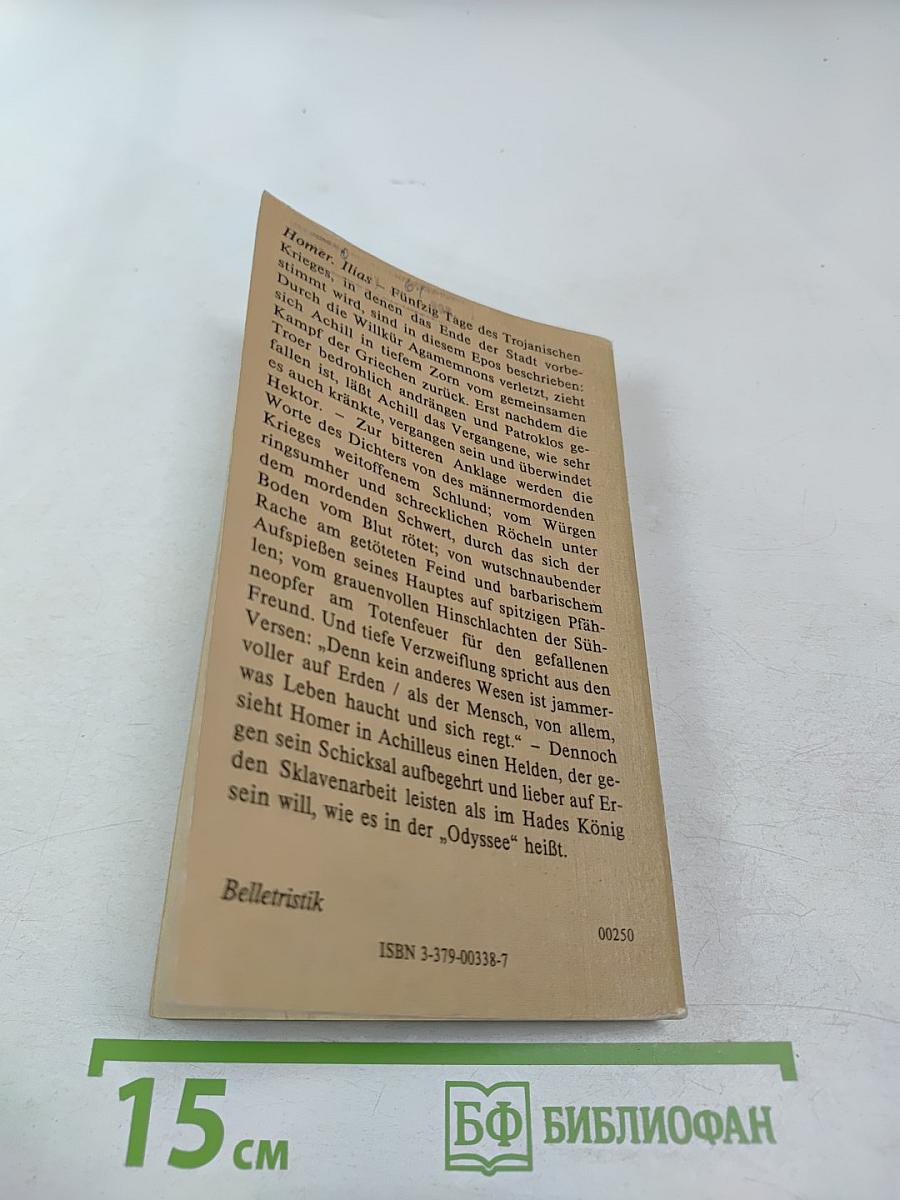 Homer. Ilias – Fünfzig Tage des Trojanischen
Krieges, in denen das Ende der Stadt vorbe-
stimmt wird, sind in diesem Epos beschrieben:
Durch die Willkür Agamemnons verletzt, zieht
sich Achill in tiefem Zorn vom gemeinsamen
Kampf der Griechen zurück. Erst nachdem die
Troer bedrohlich andrängen und Patroklos ge-
fallen ist, läßt Achill das Vergangene, wie sehr
es auch kränkte, vergangen sein und überwindet
Hektor. – Zur bitteren Anklage werden die
Worte des Dichters von des männermordenden
Krieges weitoffenem Schlund; vom Würgen
ringsumher und schrecklichen Röcheln unter
dem mordenden Schwert, durch das sich der
Boden vom Blut rötet; von wutschnaubender
Rache am getöteten Feind und barbarischem
Aufspießen seines Hauptes auf spitzigen Pfäh-
len; vom grauenvollen Hinschlachten der Süh-
neopfer am Totenfeuer für den gefallenen
Freund. Und tiefe Verzweiflung spricht aus den
Versen: „Denn kein anderes Wesen ist jammer-
voller auf Erden / als der Mensch, von allem,
was Leben haucht und sich regt.“ – Dennoch
sieht Homer in Achilleus einen Helden, der ge-
gen sein Schicksal aufbegehrt und lieber auf Er-
den Sklavenarbeit leisten als im Hades König
sein will, wie es in der „Odyssee“ heißt.
Belletristik
00250
ISBN 3-379-00338-7
15 см
БФ БИБЛИОФАН